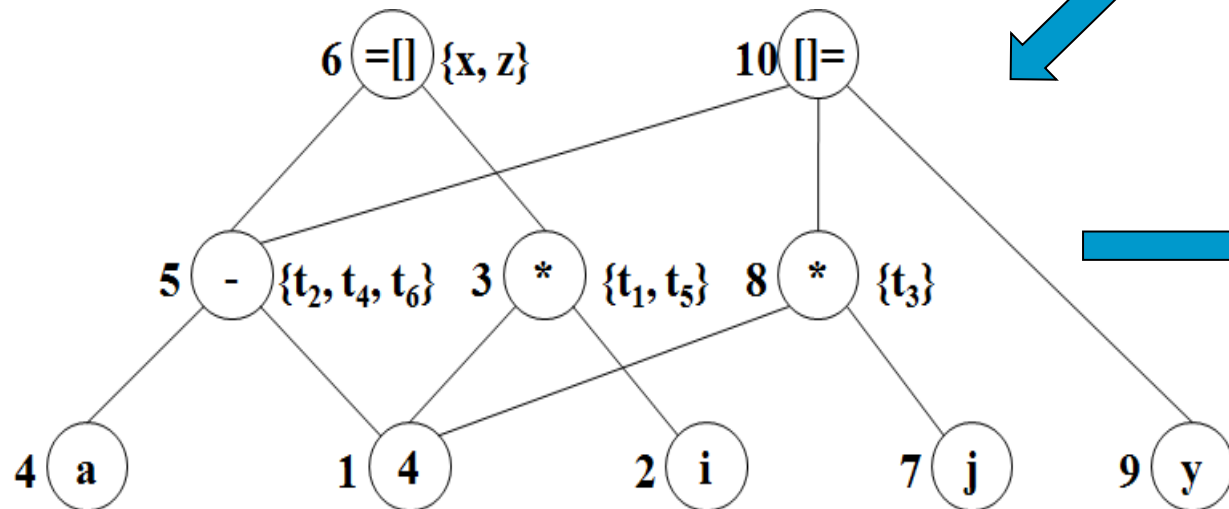 6 =[] {x, z} 10 []=
5 - {t₂, t₄, t₆} 3 * {t₁, t₅} 8 * {t₃}
4 a 1 4 2 i 7 j 9 y